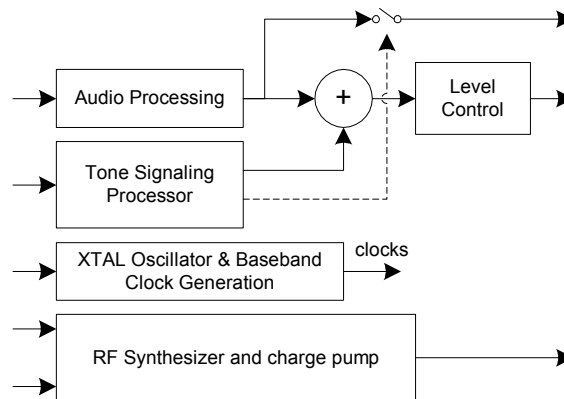 Audio Processing
+
Level
Control
Tone Signaling
Processor
XTAL Oscillator & Baseband
Clock Generation
clocks
RF Synthesizer and charge pump